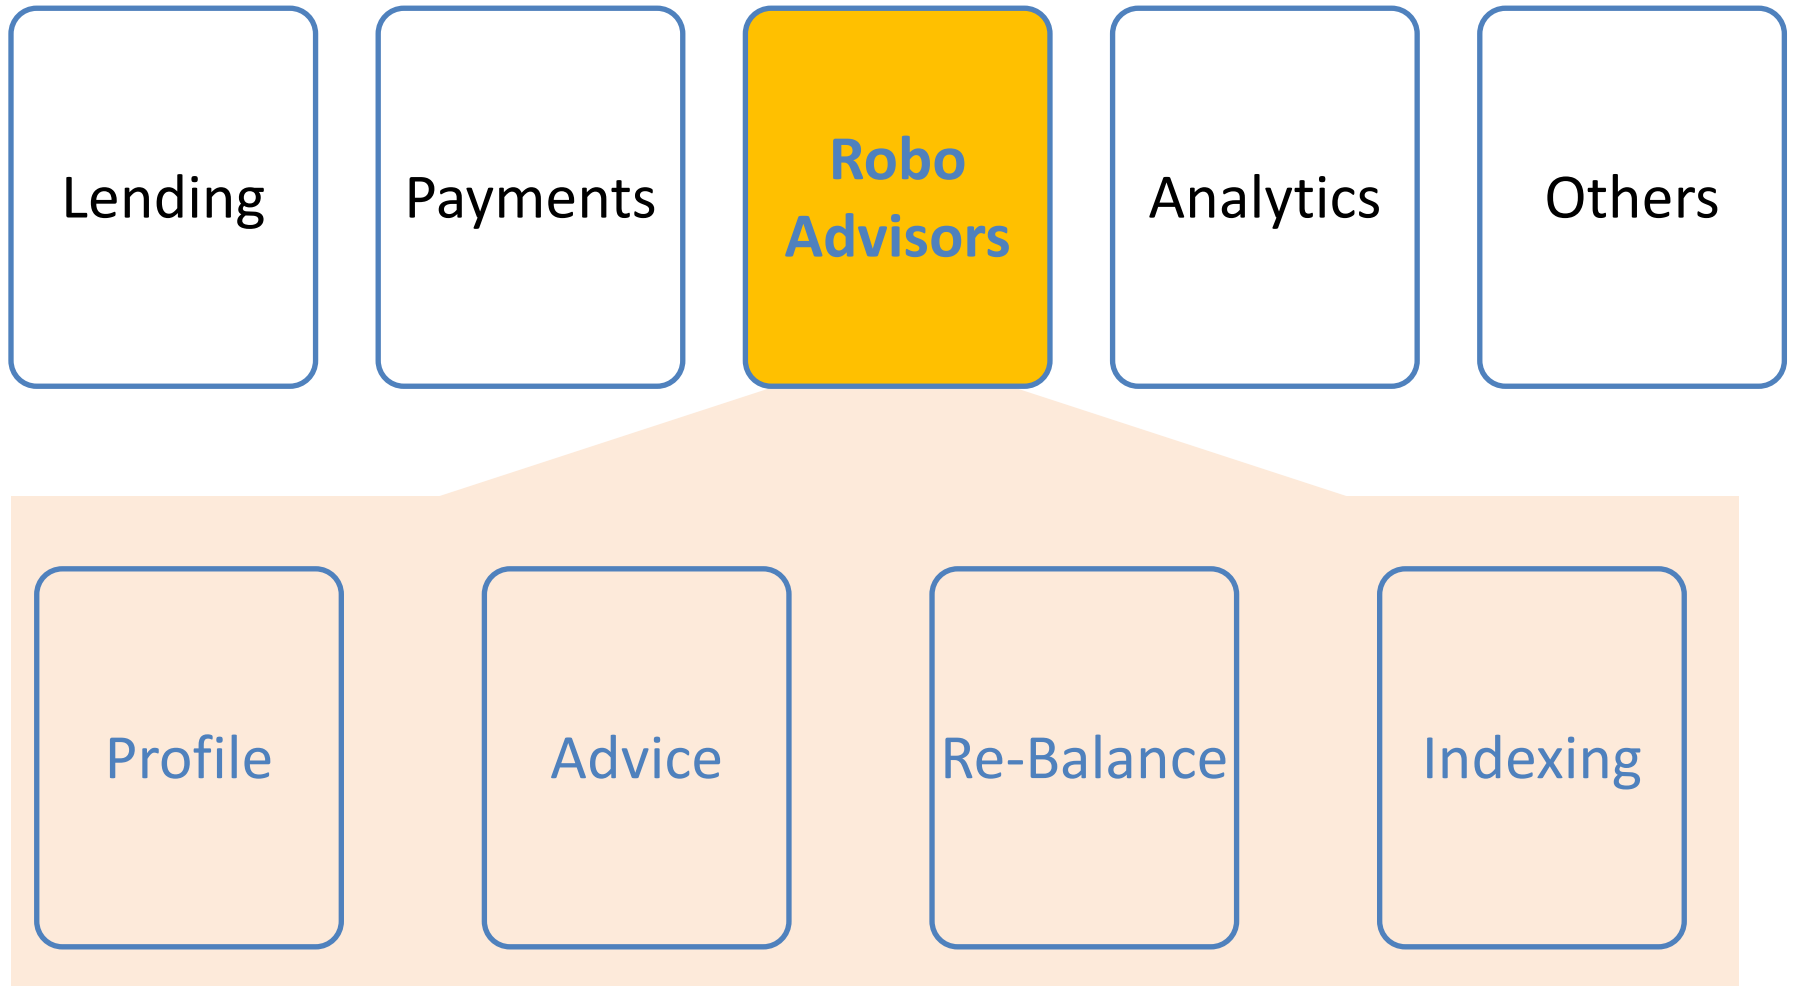 Lending
Payments
Robo
Advisors
Analytics
Others
Profile
Advice
Re-Balance
Indexing